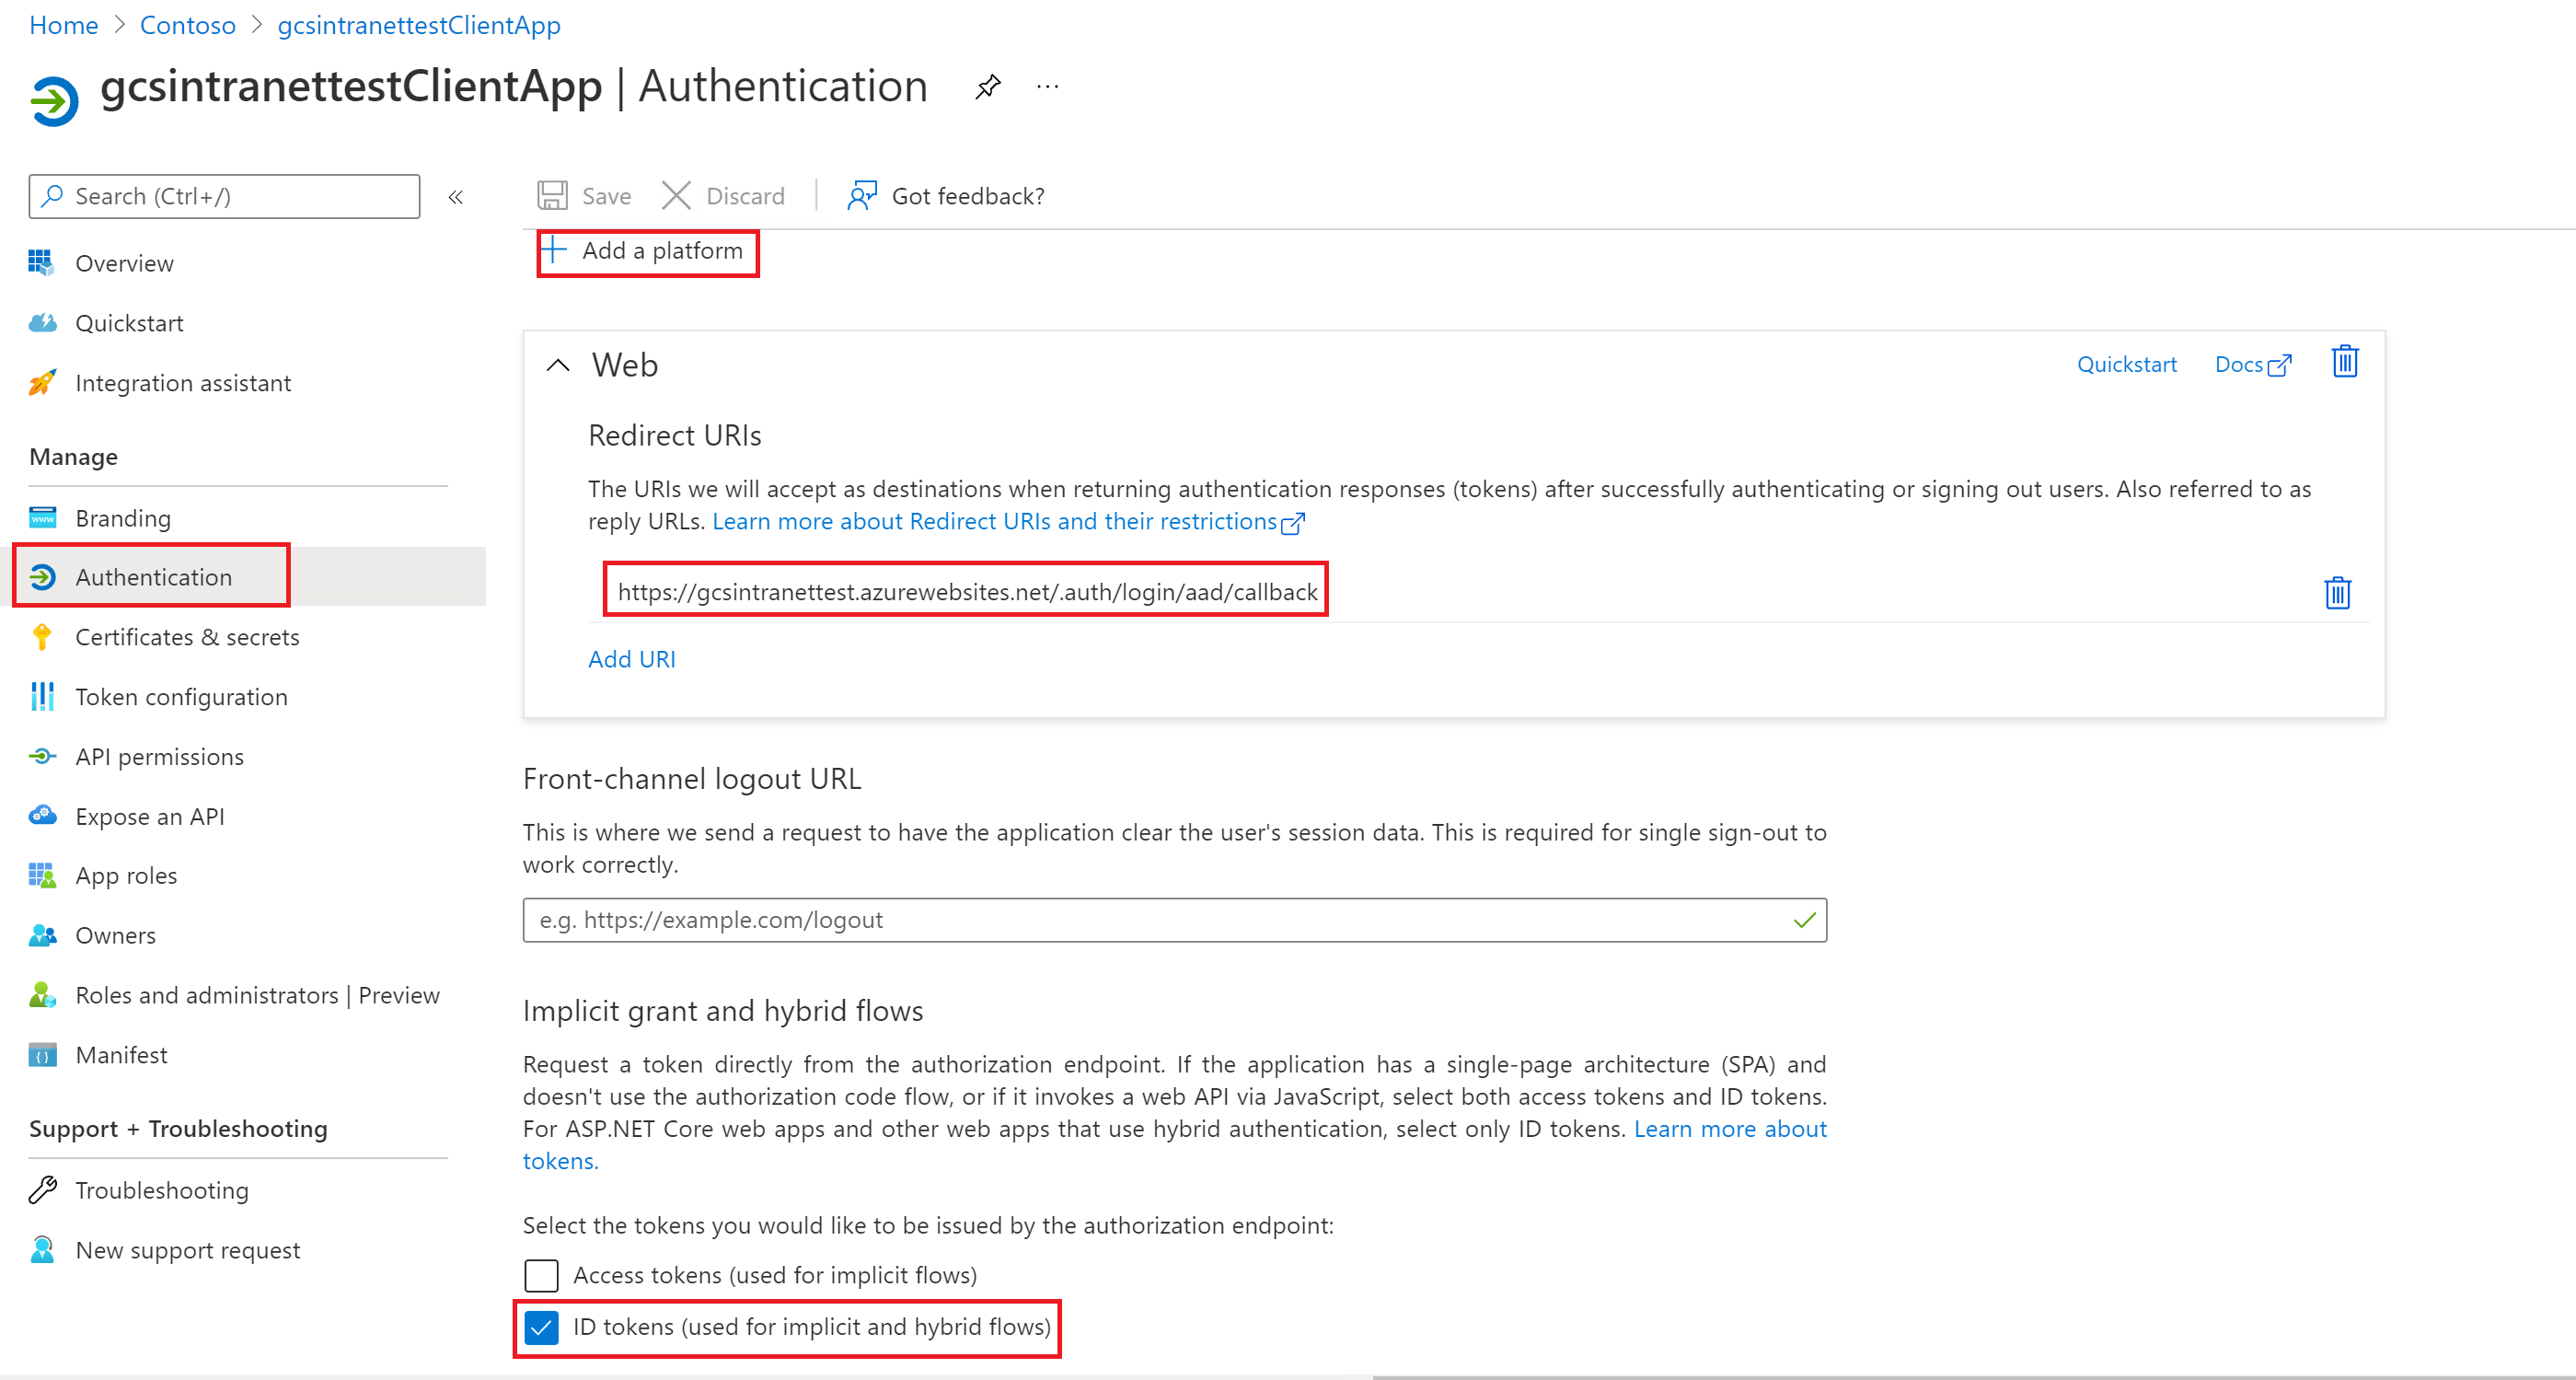 Home > Contoso > gcsintranettestClientApp
gcsintranettestClientApp | Authentication
Search (Ctrl+/)
Overview
Quickstart
Integration assistant
Manage
Branding
Authentication
Certificates & secrets
Token configuration
API permissions
Expose an API
App roles
Owners
Roles and administrators | Preview
Manifest
Support + Troubleshooting
Troubleshooting
New support request
Save Discard Got feedback?
Add a platform
Web Quickstart Docs
Redirect URIs
The URIs we will accept as destinations when returning authentication responses (tokens) after successfully authenticating or signing out users. Also referred to as
reply URLs. Learn more about Redirect URIs and their restrictions
https://gcsintranettest.azurewebsites.net/.auth/login/aad/callback
Add URI
Front-channel logout URL
This is where we send a request to have the application clear the user's session data. This is required for single sign-out to
work correctly.
e.g. https://example.com/logout
Implicit grant and hybrid flows
Request a token directly from the authorization endpoint. If the application has a single-page architecture (SPA) and
doesn't use the authorization code flow, or if it invokes a web API via JavaScript, select both access tokens and ID tokens.
For ASP.NET Core web apps and other web apps that use hybrid authentication, select only ID tokens. Learn more about
tokens.
Select the tokens you would like to be issued by the authorization endpoint:
Access tokens (used for implicit flows)
ID tokens (used for implicit and hybrid flows)